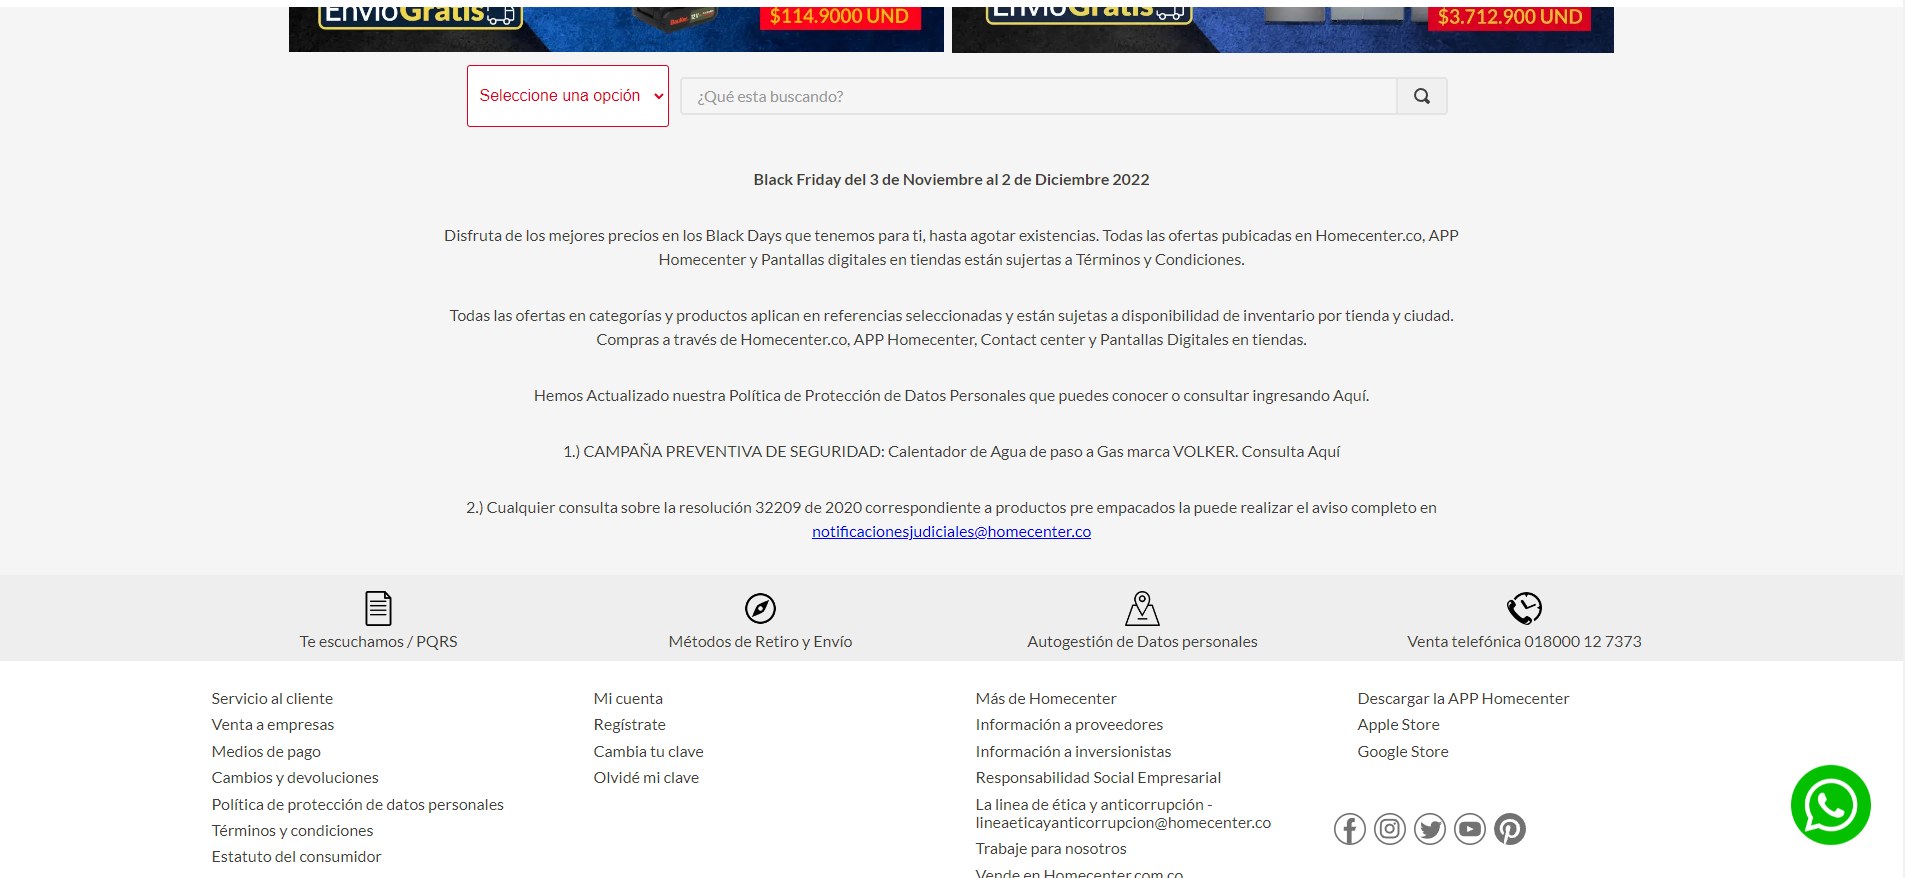 EnvíoGratis
$114.9000 UND
EnvíoGratis
$3.712.900 UND
Seleccione una opción
¿Qué esta buscando?
Black Friday del 3 de Noviembre al 2 de Diciembre 2022
Disfruta de los mejores precios en los Black Days que tenemos para ti, hasta agotar existencias. Todas las ofertas pubicadas en Homecenter.co, APP
Homecenter y Pantallas digitales en tiendas están sujertas a Términos y Condiciones.
Todas las ofertas en categorías y productos aplican en referencias seleccionadas y están sujetas a disponibilidad de inventario por tienda y ciudad.
Compras a través de Homecenter.co, APP Homecenter, Contact center y Pantallas Digitales en tiendas.
Hemos Actualizado nuestra Política de Protección de Datos Personales que puedes conocer o consultar ingresando Aquí.
1.) CAMPAÑA PREVENTIVA DE SEGURIDAD: Calentador de Agua de paso a Gas marca VOLKER. Consulta Aquí
2.) Cualquier consulta sobre la resolución 32209 de 2020 correspondiente a productos pre empacados la puede realizar el aviso completo en
notificacionesjudiciales@homecenter.co
Te escuchamos / PQRS
Métodos de Retiro y Envío
Autogestión de Datos personales
Venta telefónica 018000 12 7373
Servicio al cliente
Venta a empresas
Medios de pago
Cambios y devoluciones
Política de protección de datos personales
Términos y condiciones
Estatuto del consumidor
Mi cuenta
Regístrate
Cambia tu clave
Olvidé mi clave
Más de Homecenter
Información a proveedores
Información a inversionistas
Responsabilidad Social Empresarial
La linea de ética y anticorrupción -
lineaeticayanticorrupcion@homecenter.co
Trabaje para nosotros
Vende en Homecenter.com.co
Descargar la APP Homecenter
Apple Store
Google Store